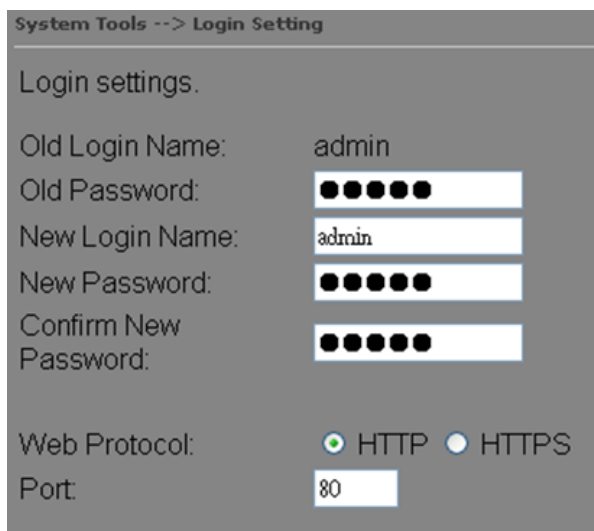 System Tools --> Login Setting
Login settings.
Old Login Name: admin
Old Password: ●●●●●
New Login Name: admin
New Password: ●●●●●
Confirm New
Password: ●●●●●
Web Protocol: HTTP HTTPS
Port: 80